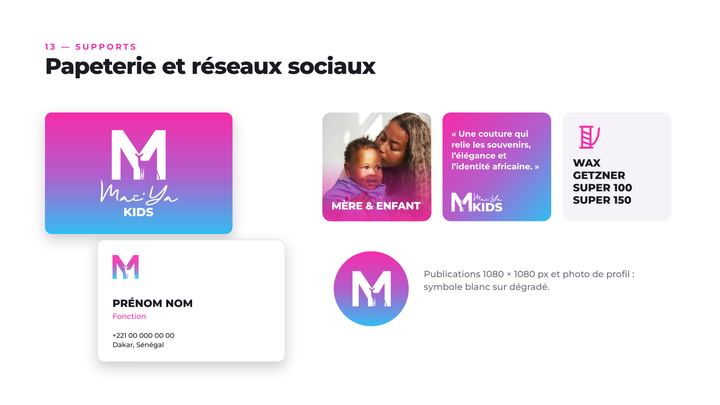 13 — SUPPORTS
Papeterie et réseaux sociaux
M
Maï·Ya
KIDS
M
PRÉNOM NOM
Fonction
+221 00 000 00 00
Dakar, Sénégal
MÈRE & ENFANT
« Une couture qui
relie les souvenirs,
l'élégance et
l'identité africaine. »
M Maï·Ya
KIDS
WAX
GETZNER
SUPER 100
SUPER 150
M
Publications 1080 × 1080 px et photo de profil :
symbole blanc sur dégradé.